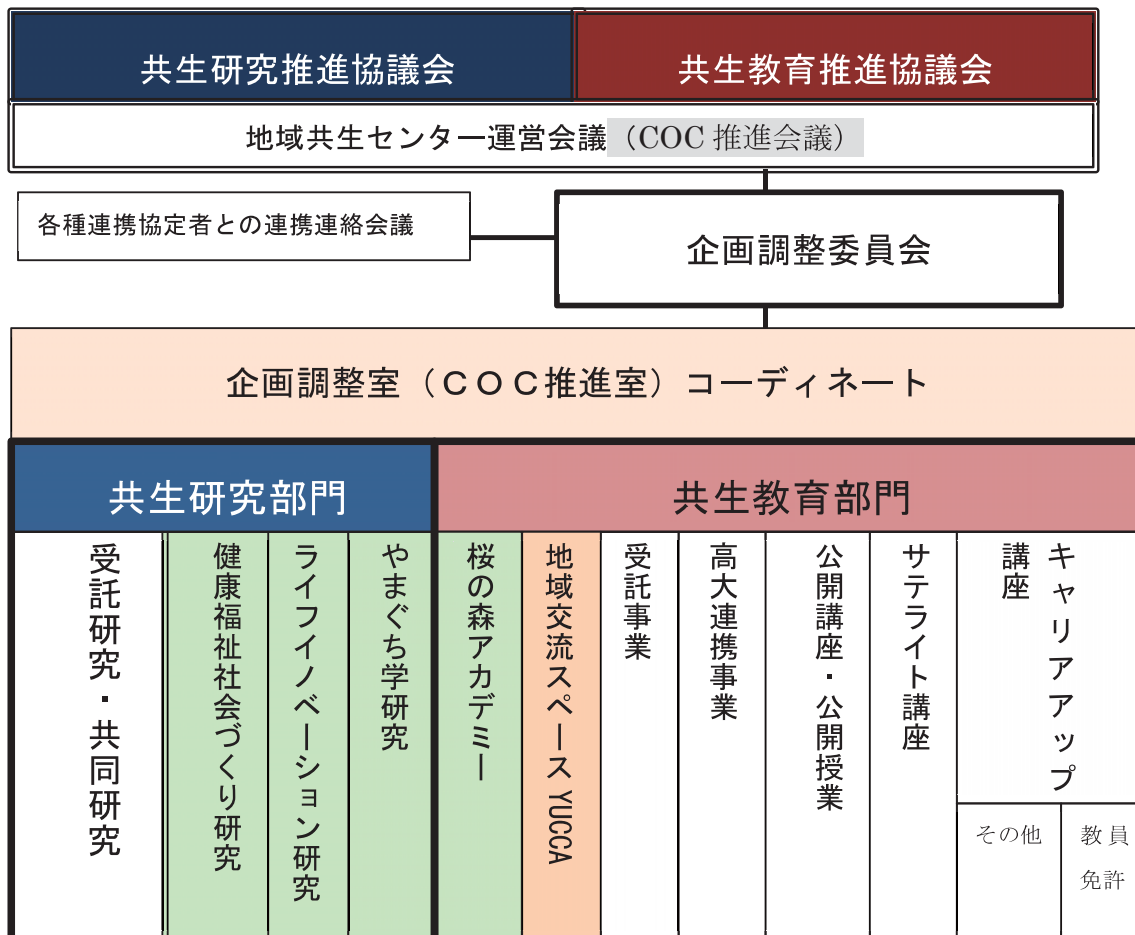 共生研究推進協議会
共生教育推進協議会
地域共生センター運営会議（COC 推進会議）
各種連携協定者との連携連絡会議
企画調整委員会
企画調整室（ＣＯＣ推進室）コーディネート
共生研究部門
共生教育部門
受託研究・共同研究
健康福祉社会づくり研究
ライフイノベーション研究
やまぐち学研究
桜の森アカデミー
地域交流スペース YUCCA
受託事業
高大連携事業
公開講座・公開授業
サテライト講座
キャリアアップ
講座
その他
教員
免許